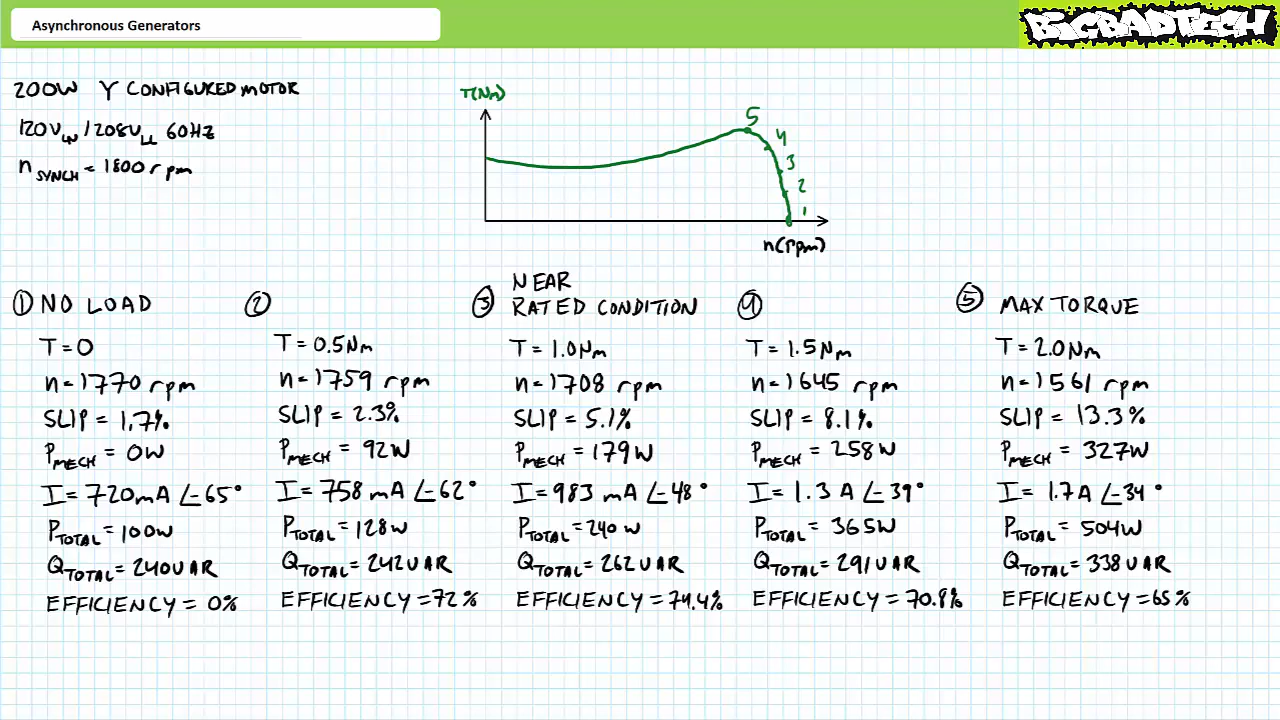 Asynchronous Generators
BIGBADTECH
200W Y CONFIGURED MOTOR
120V LN / 208V LL 60HZ
n SYNCH = 1800 rpm
T(Nm)
5
4
3
2
1
n(rpm)
① NO LOAD
T = 0
n = 1770 rpm
SLIP = 1.7%
P MECH = 0W
I = 720mA ∠-65°
P TOTAL = 100W
Q TOTAL = 240VAR
EFFICIENCY = 0%
②
T = 0.5Nm
n = 1759 rpm
SLIP = 2.3%
P MECH = 92W
I = 758mA ∠-62°
P TOTAL = 128W
Q TOTAL = 242VAR
EFFICIENCY = 72%
③ NEAR
RATED CONDITION
T = 1.0Nm
n = 1708 rpm
SLIP = 5.1%
P MECH = 179W
I = 983 mA ∠-48°
P TOTAL = 240W
Q TOTAL = 262VAR
EFFICIENCY = 74.4%
④
T = 1.5Nm
n = 1645 rpm
SLIP = 8.1%
P MECH = 258W
I = 1.3A ∠-39°
P TOTAL = 365W
Q TOTAL = 291VAR
EFFICIENCY = 70.8%
⑤ MAX TORQUE
T = 2.0Nm
n = 1561 rpm
SLIP = 13.3%
P MECH = 327W
I = 1.7A ∠-34°
P TOTAL = 504W
Q TOTAL = 338VAR
EFFICIENCY = 65%